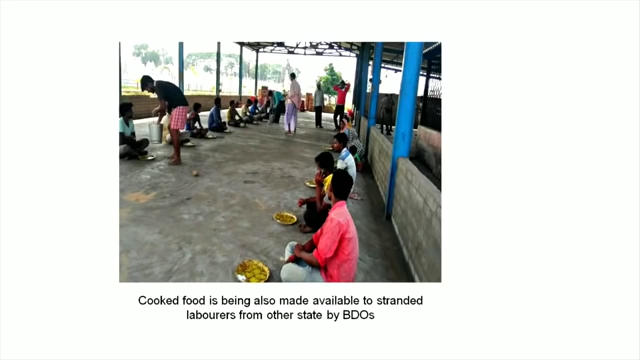 Cooked food is being also made available to stranded
labourers from other state by BDOs